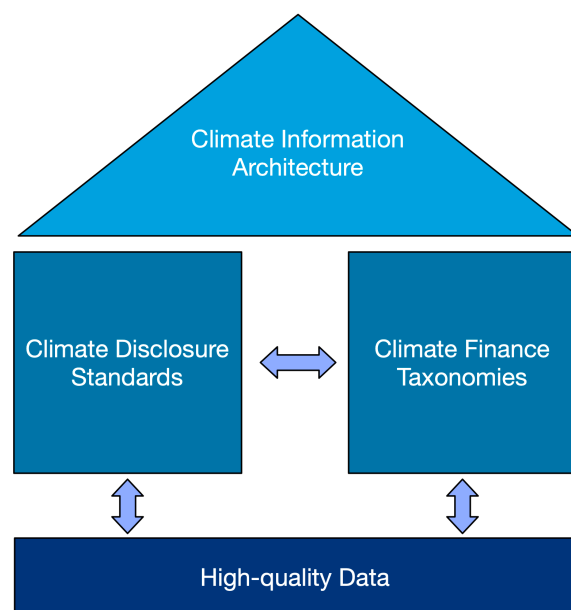 Climate Information
Architecture
Climate Disclosure
Standards
Climate Finance
Taxonomies
High-quality Data